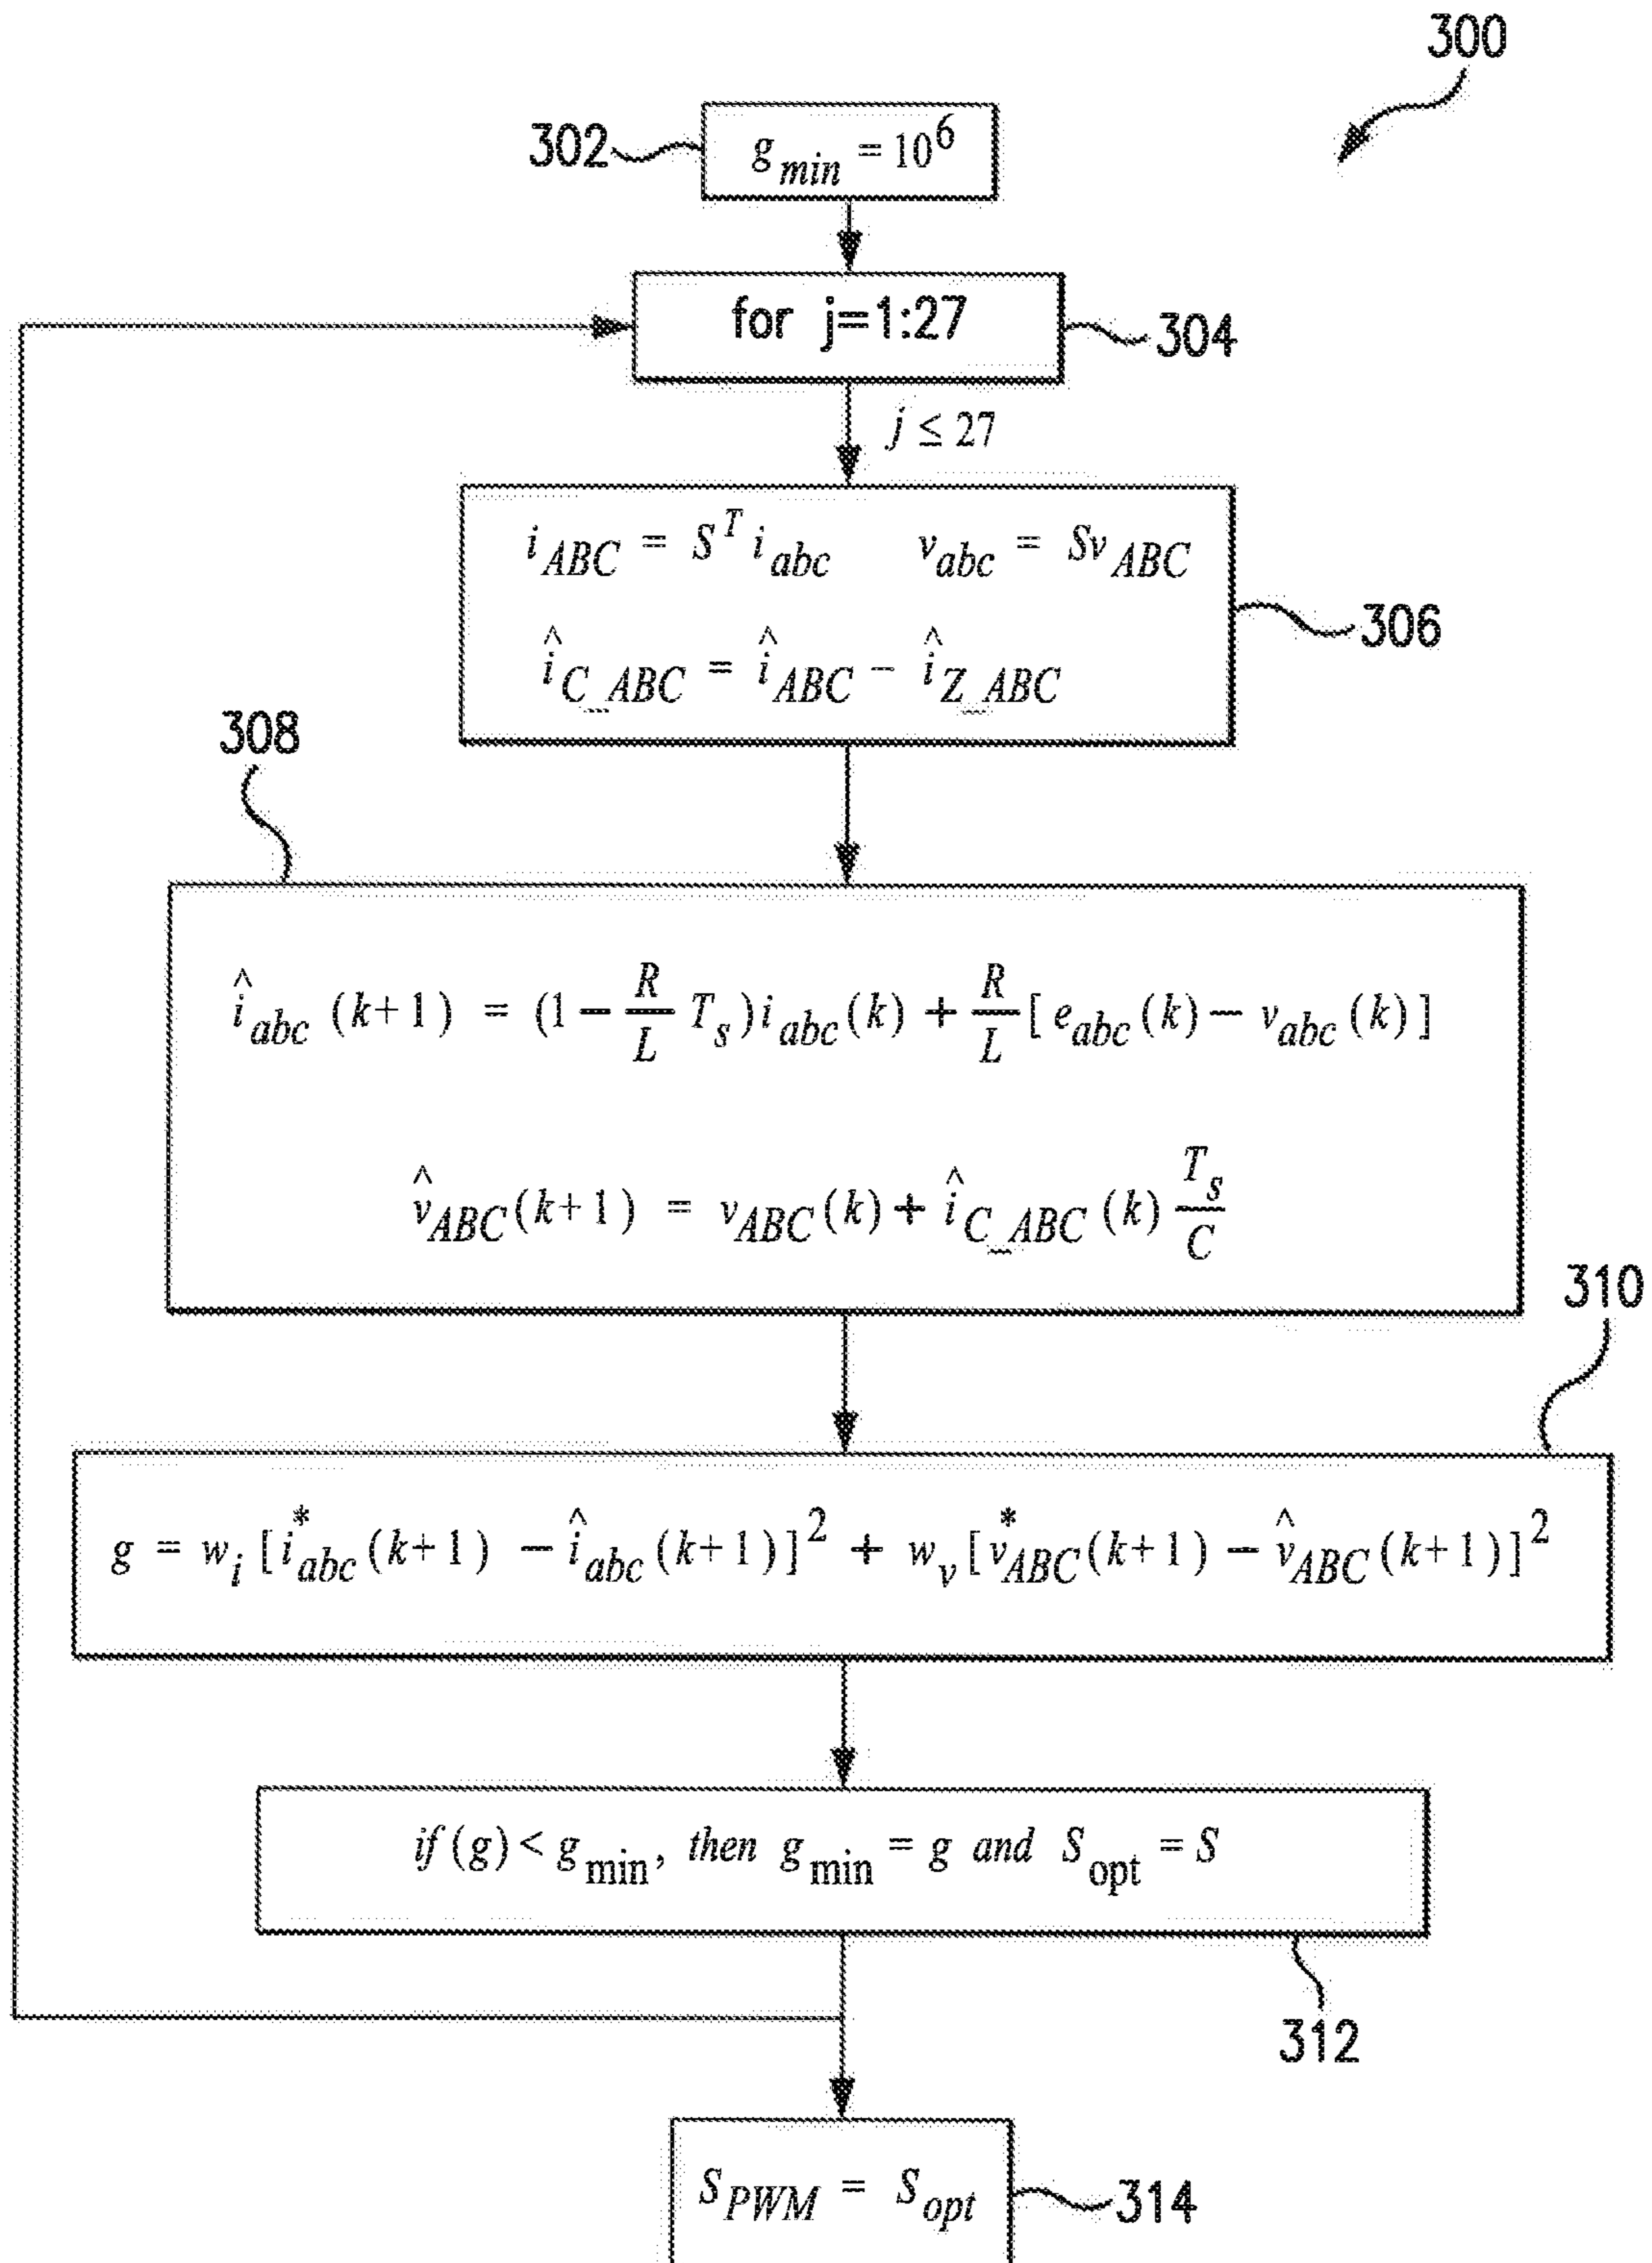 300
302
g_min = 10^6
for j=1:27
304
j ≤ 27
i_ABC = S^T i_abc    v_abc = Sv_ABC
î_C_ABC = î_ABC − î_Z_ABC
306
308
î_abc (k+1) = (1 − R/L T_s) i_abc(k) + R/L [e_abc(k) − v_abc(k)]
v̂_ABC(k+1) = v_ABC(k) + î_C_ABC(k) T_s/C
310
g = w_i [i*_abc(k+1) − î_abc(k+1)]^2 + w_v [v*_ABC(k+1) − v̂_ABC(k+1)]^2
if (g) < g_min, then g_min = g and S_opt = S
312
S_PWM = S_opt
314